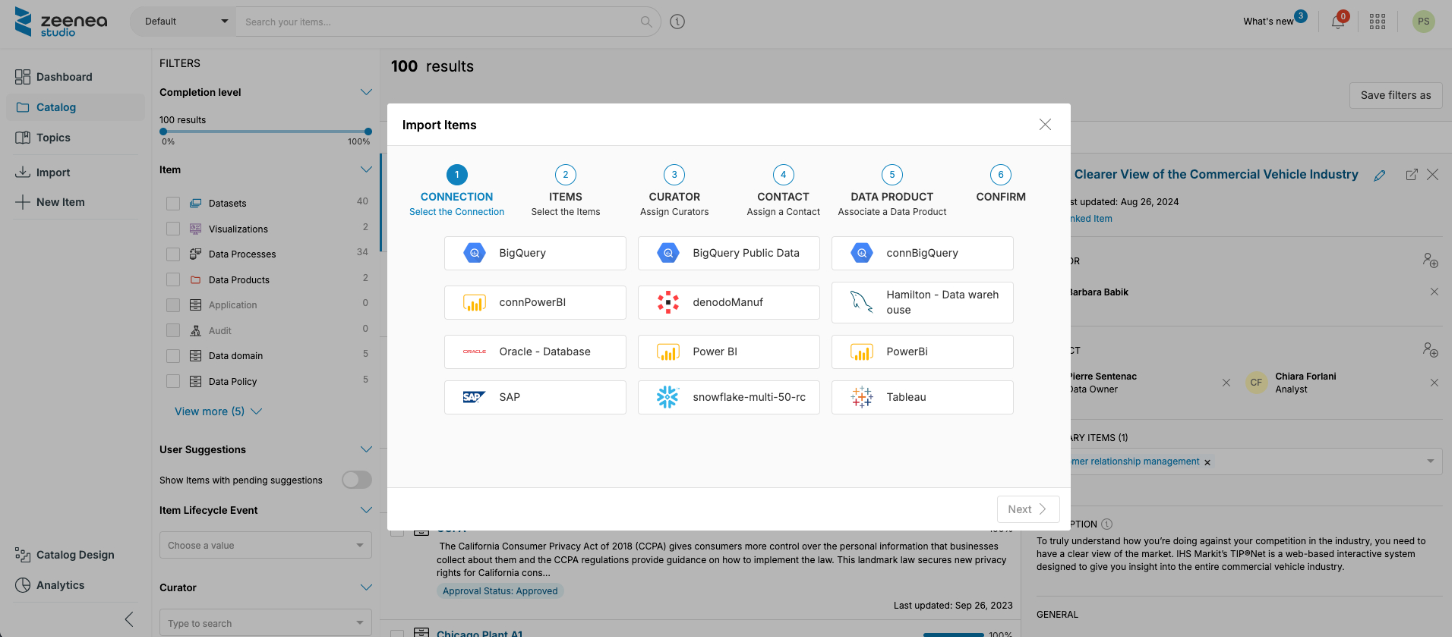 zeenea
studio
Default
Search your items...
What's new
3
0
PS
Dashboard
Catalog
Topics
Import
New Item
Catalog Design
Analytics
FILTERS
Completion level
100 results
0% 100%
Item
Datasets 40
Visualizations 2
Data Processes 34
Data Products 2
Application 0
Audit 0
Data domain 5
Data Policy 5
View more (5)
User Suggestions
Show Items with pending suggestions
Item Lifecycle Event
Choose a value
Curator
Type to search
100 results
Save filters as
Import Items
1 2 3 4 5 6
CONNECTION ITEMS CURATOR CONTACT DATA PRODUCT CONFIRM
Select the Connection Select the Items Assign Curators Assign a Contact Associate a Data Product
BigQuery BigQuery Public Data connBigQuery
connPowerBI denodoManuf Hamilton - Data wareh
ouse
ORACLE Oracle - Database Power BI PowerBi
SAP SAP snowflake-multi-50-rc Tableau
Next
The California Consumer Privacy Act of 2018 (CCPA) gives consumers more control over the personal information that businesses
collect about them and the CCPA regulations provide guidance on how to implement the law. This landmark law secures new privacy
rights for California cons...
Approval Status: Approved
Last updated: Sep 26, 2023
Chicago Plant A1 100%
Clearer View of the Commercial Vehicle Industry
st updated: Aug 26, 2024
nked Item
OR
Barbara Babik
CT
Pierre Sentenac
Data Owner
CF
Chiara Forlani
Analyst
ARY ITEMS (1)
omer relationship management
PTION
To truly understand how you're doing against your competition in the industry, you need to
have a clear view of the market. IHS Markit's TIP®Net is a web-based interactive system
designed to give you insight into the entire commercial vehicle industry.
GENERAL